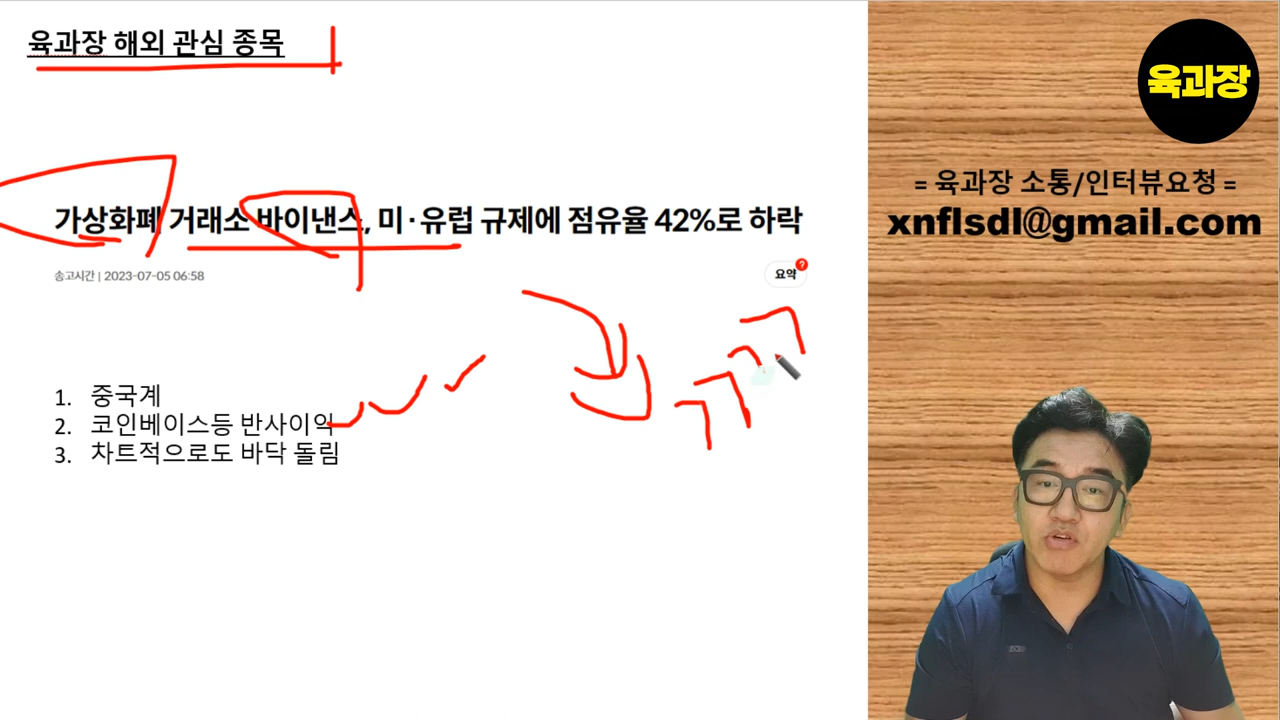 육과장 해외 관심 종목
가상화폐 거래소 바이낸스, 미·유럽 규제에 점유율 42%로 하락
송고시간 | 2023-07-05 06:58
요약
?
1. 중국계
2. 코인베이스등 반사이익
3. 차트적으로도 바닥 돌림
육과장
= 육과장 소통/인터뷰요청 =
xnflsdl@gmail.com